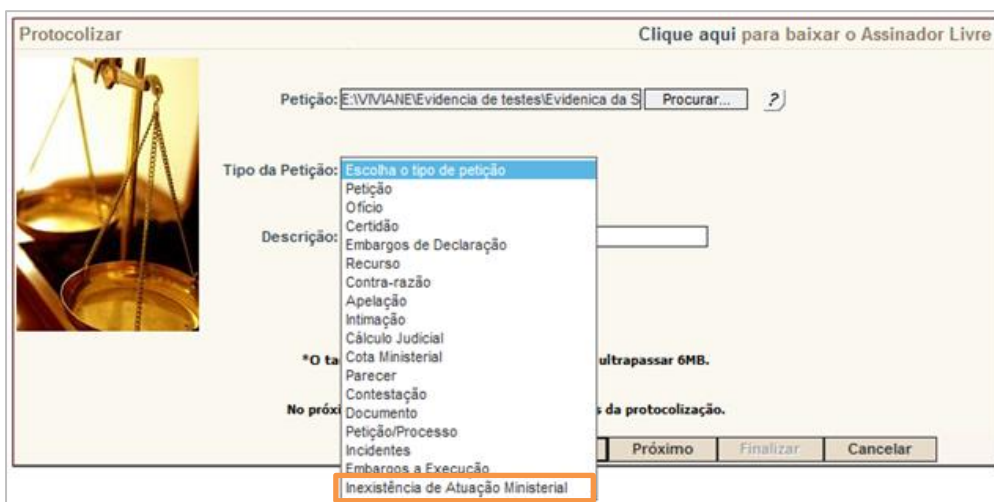 Protocolizar Clique aqui para baixar o Assinador Livre
Petição: E:\VIVIANE\Evidencia de testes\Evidenica da S Procurar... ?
Tipo da Petição: Escolha o tipo de petição
Petição
Ofício
Certidão
Descrição:
Embargos de Declaração
Recurso
Contra-razão
Apelação
Intimação
Cálculo Judicial
*O ta Cota Ministerial ultrapassar 6MB.
Parecer
Contestação
No próxi Documento s da protocolização.
Petição/Processo
Incidentes Próximo Finalizar Cancelar
Embargos a Execução
Inexistência de Atuação Ministerial